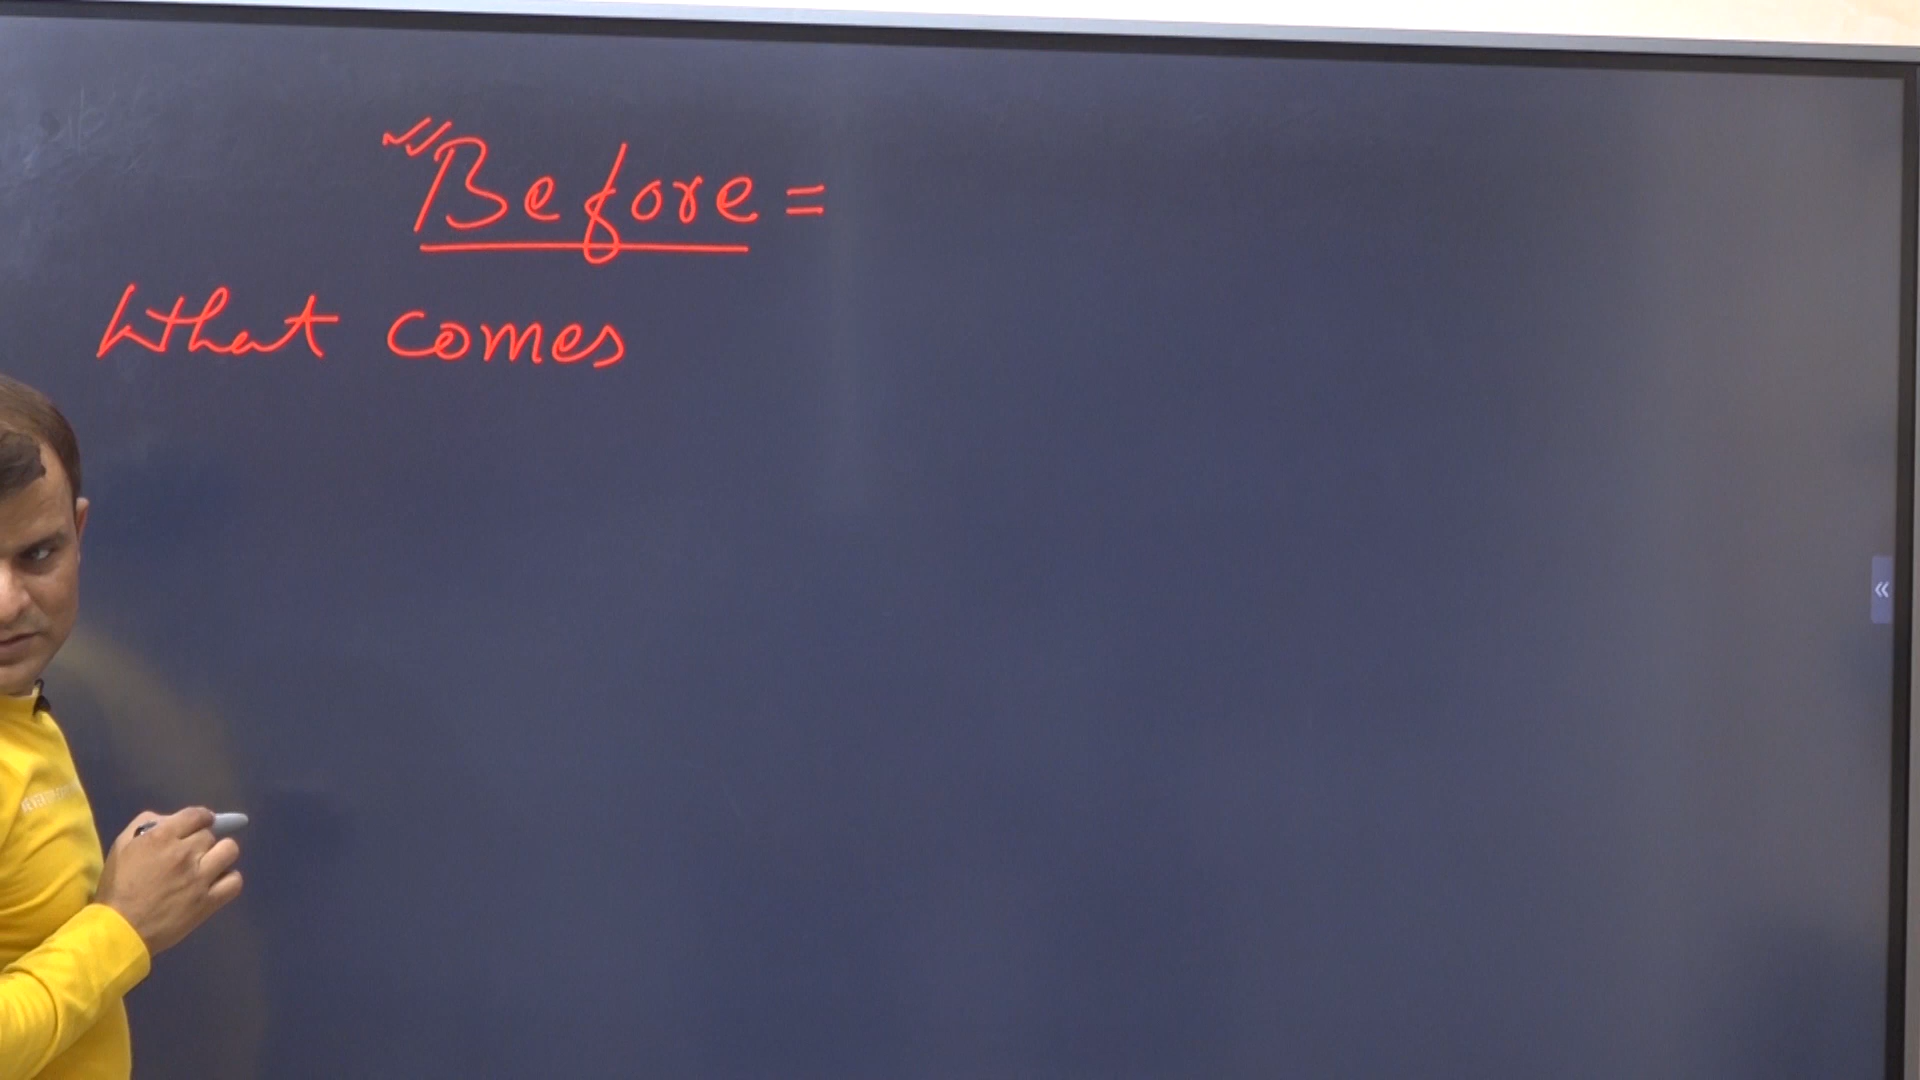 "Before =
What comes